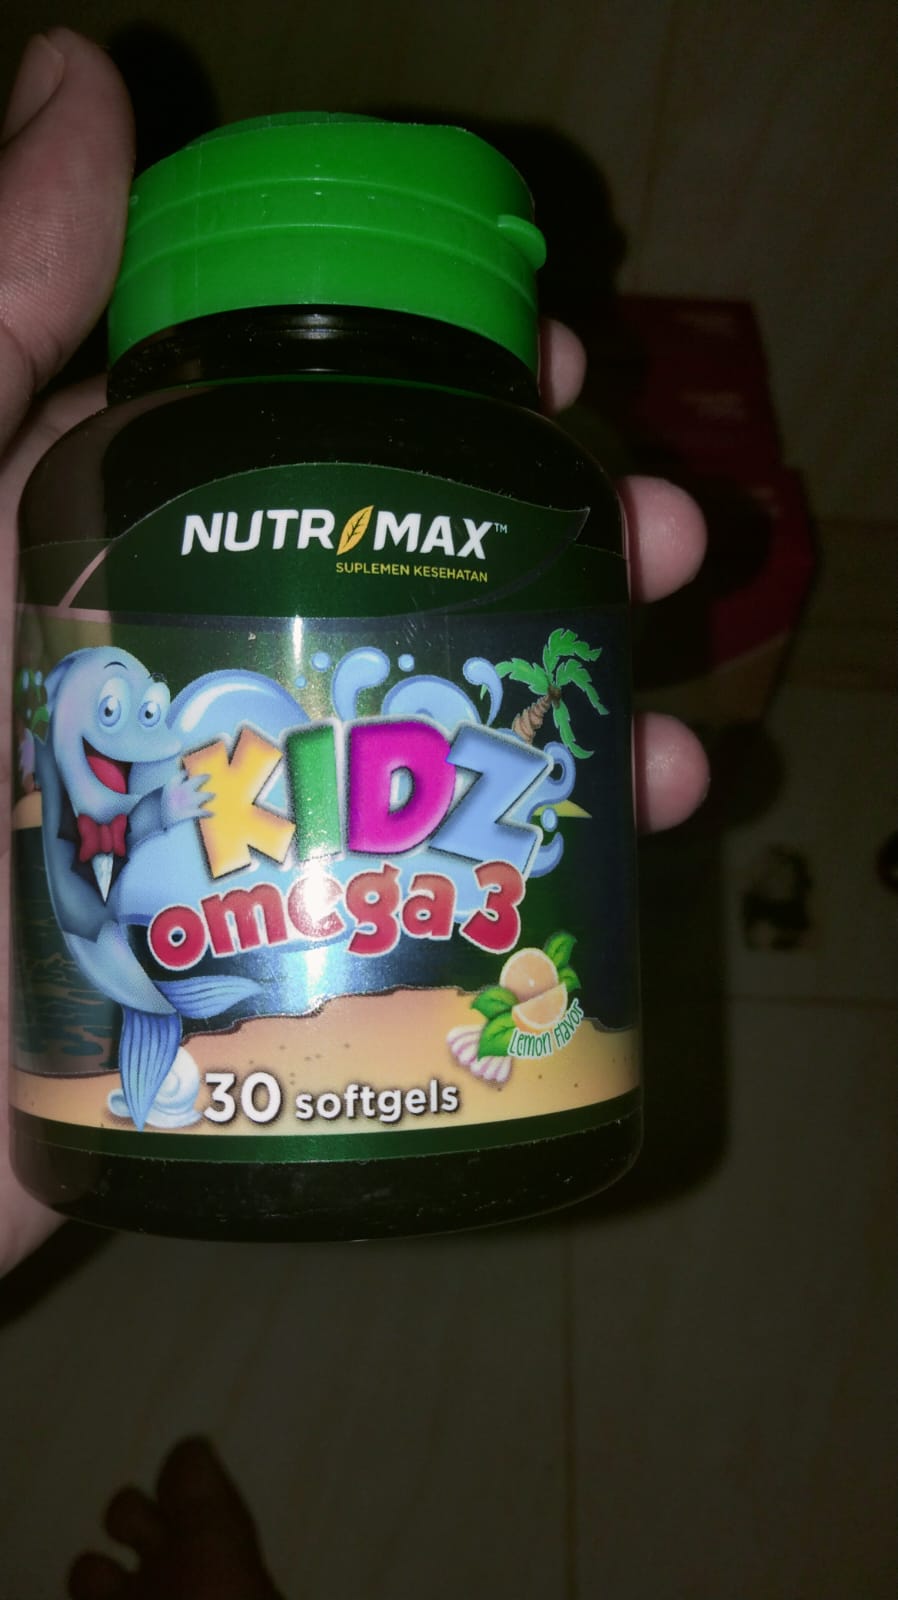 NUTRIMAX™
SUPLEMEN KESEHATAN
KIDZ
omega 3
Lemon Flavor
30 softgels